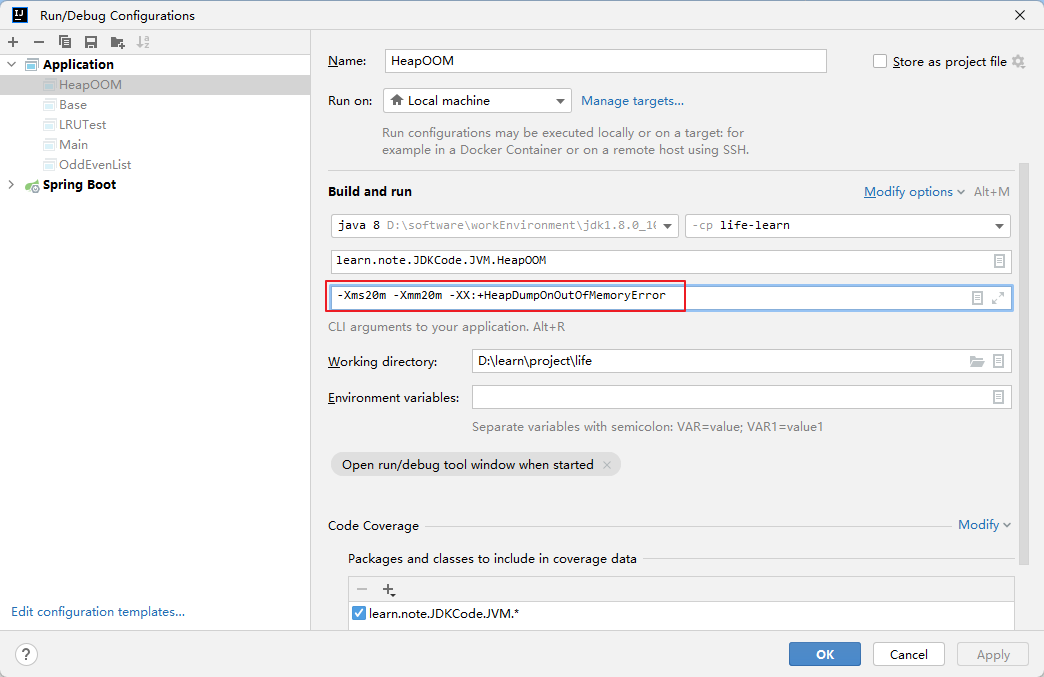 Run/Debug Configurations
Application
HeapOOM
Base
LRUTest
Main
OddEvenList
Spring Boot
Edit configuration templates...
Name: HeapOOM Store as project file
Run on: Local machine Manage targets...
Run configurations may be executed locally or on a target: for
example in a Docker Container or on a remote host using SSH.
Build and run Modify options Alt+M
java 8 D:\software\workEnvironment\jdk1.8.0_10 -cp life-learn
learn.note.JDKCode.JVM.HeapOOM
-Xms20m -Xmm20m -XX:+HeapDumpOnOutOfMemoryError
CLI arguments to your application. Alt+R
Working directory: D:\learn\project\life
Environment variables:
Separate variables with semicolon: VAR=value; VAR1=value1
Open run/debug tool window when started
Code Coverage Modify
Packages and classes to include in coverage data
learn.note.JDKCode.JVM.*
? OK Cancel Apply